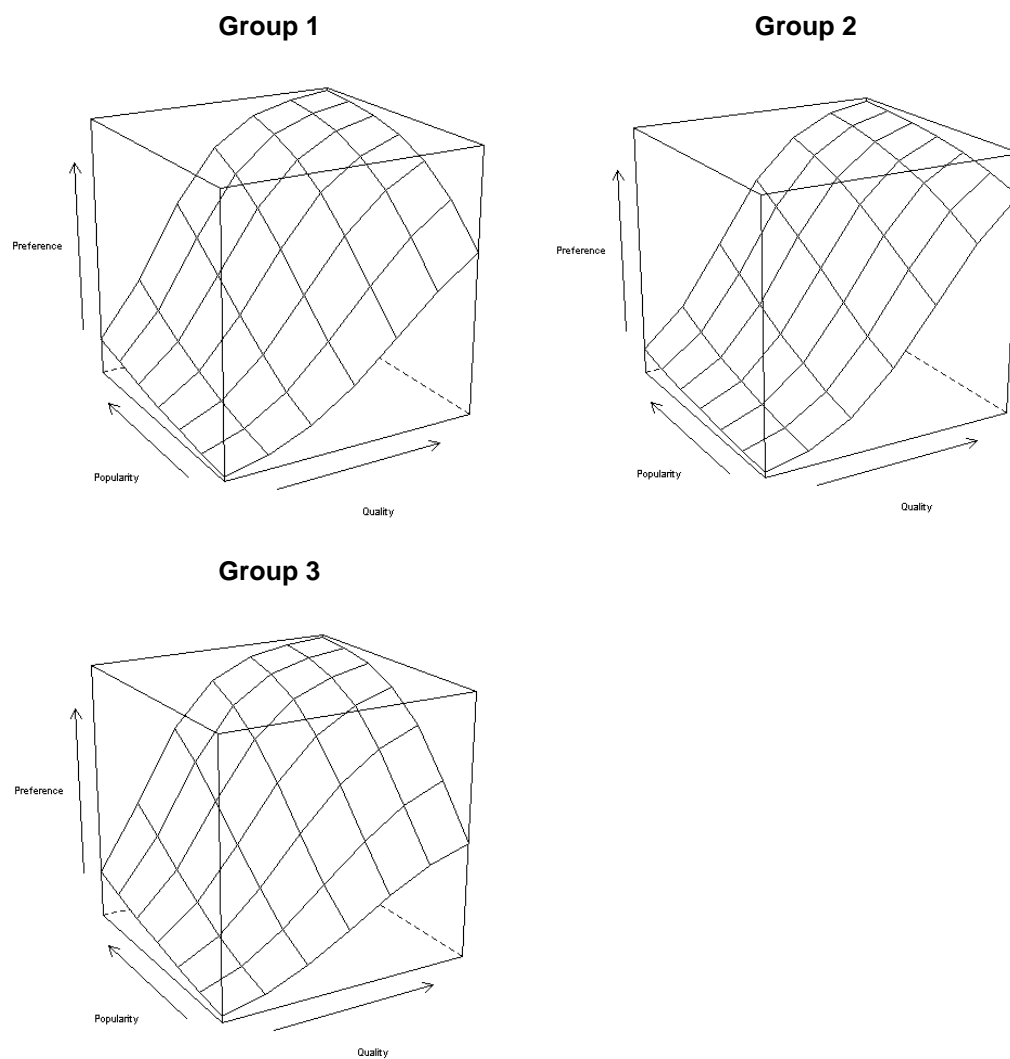 Group 1
Group 2
Preference
Popularity
Quality
Preference
Popularity
Quality
Group 3
Preference
Popularity
Quality